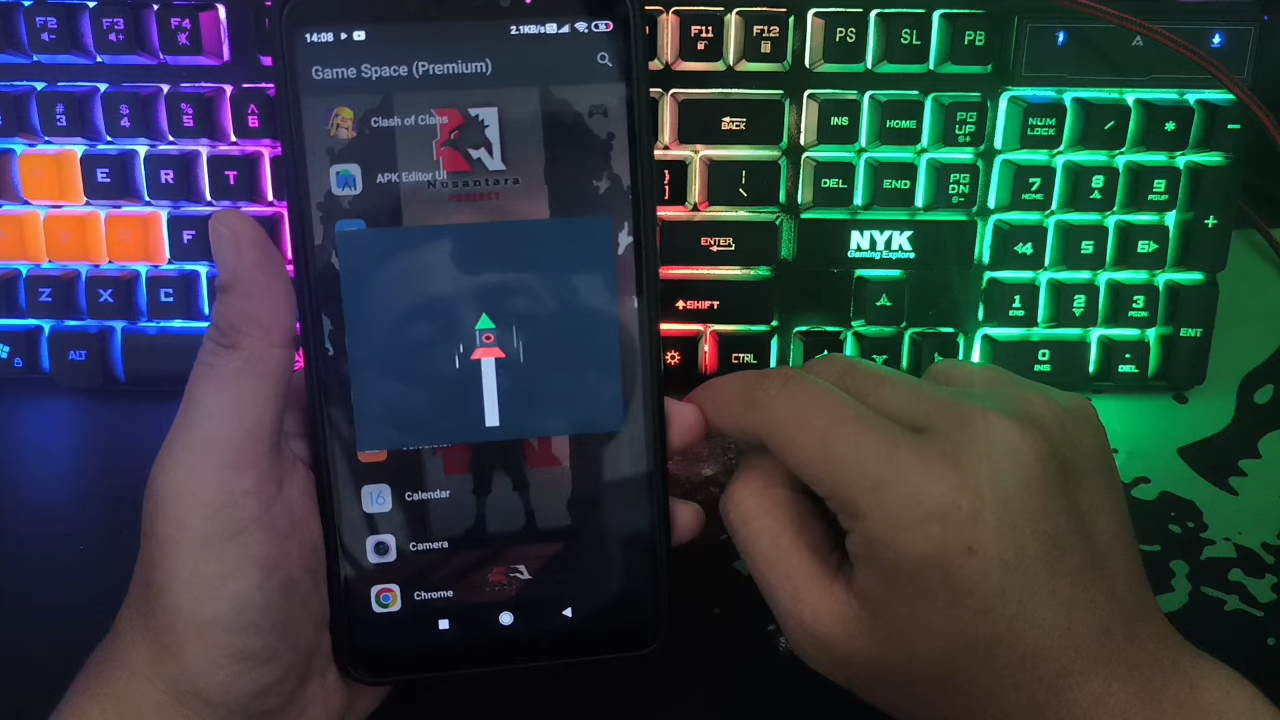 14:08
2.1KB/s
Game Space (Premium)
Clash of Clans
APK Editor UI
Nusantara
PROJECT
16 Calendar
Camera
Chrome
F2 F3 F4
# 3 $ 4 % 5 ^ 6
E R T
F
Z X C
ALT
F11 F12 PS SL PB
BACK INS HOME PG UP NUM LOCK / * -
} ] | \ DEL END PG DN 7 HOME 8 9 PGUP +
ENTER NYK 4 5 6
Gaming Explore
SHIFT 1 END 2 3 PGDN ENT
CTRL 0 INS . DEL